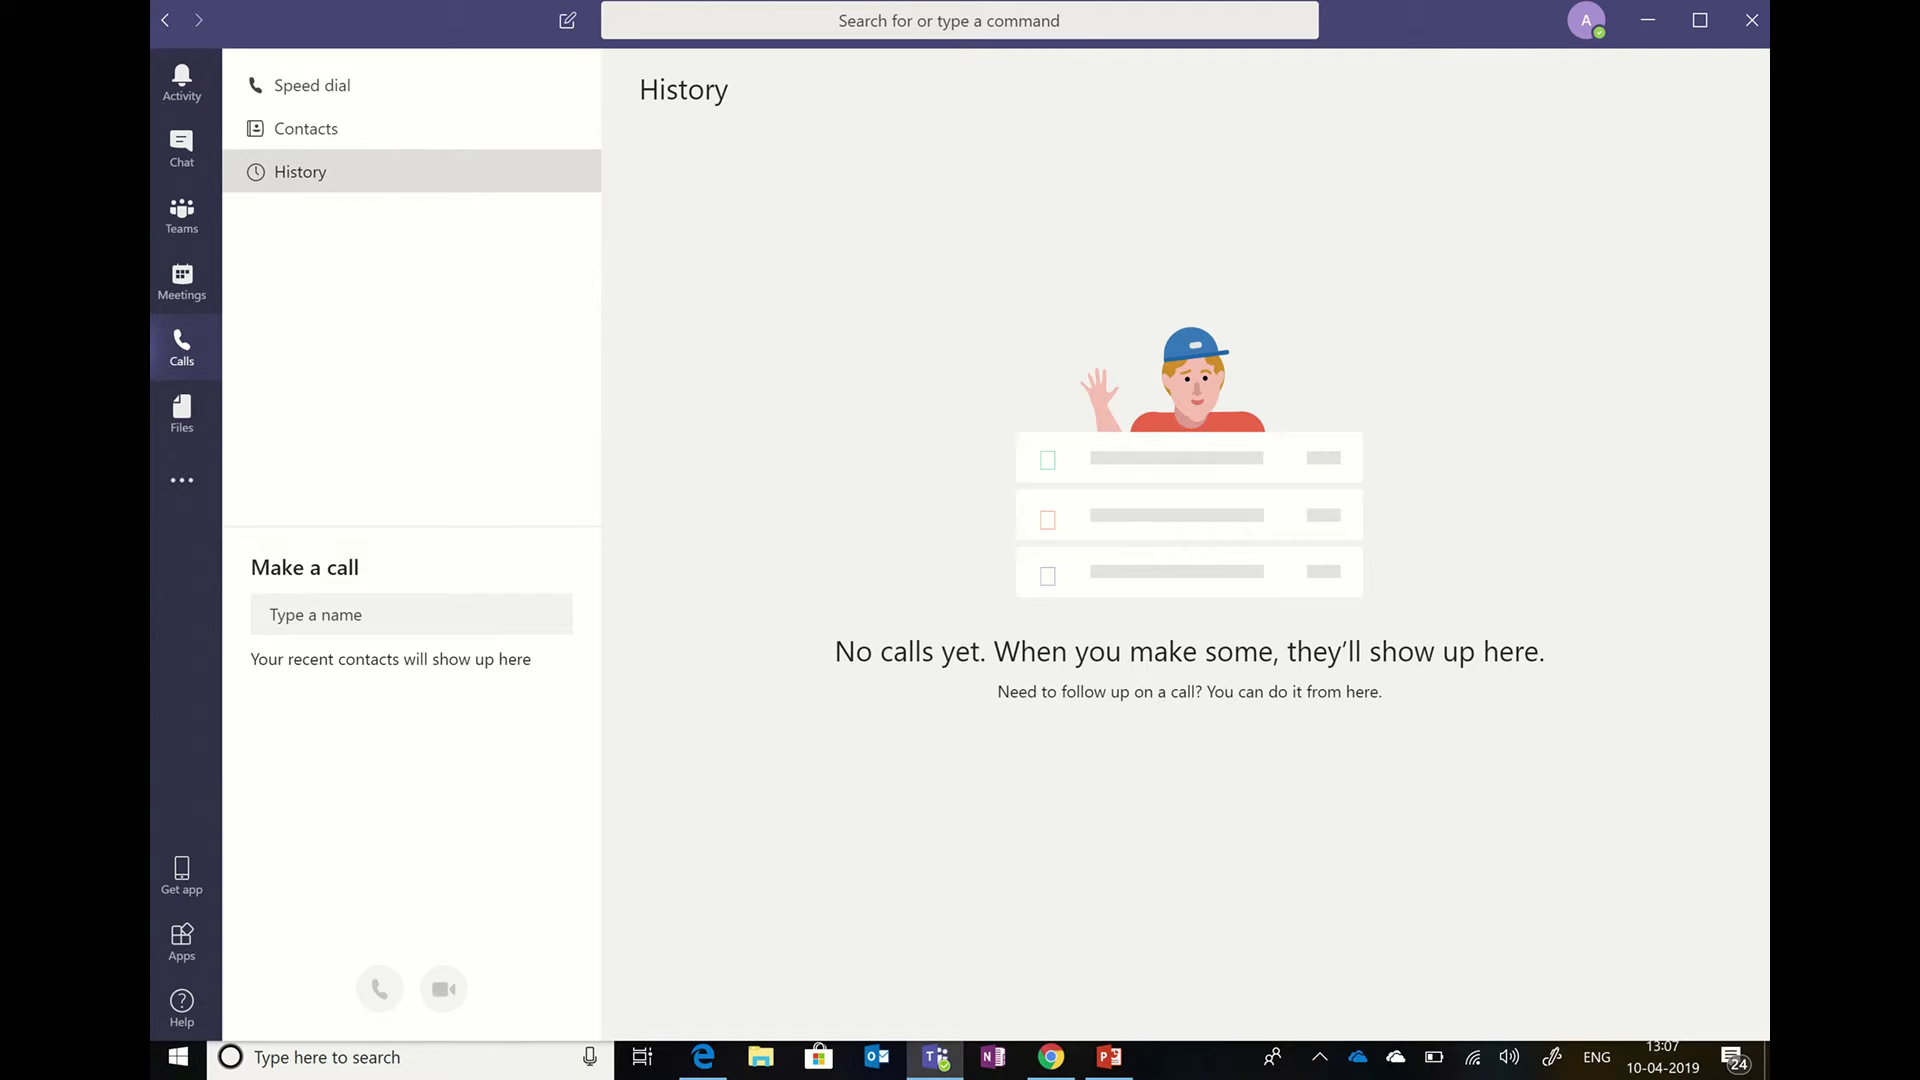 Search for or type a command
A
Activity
Chat
Teams
Meetings
Calls
Files
Get app
Apps
Help
Speed dial
Contacts
History
Make a call
Type a name
Your recent contacts will show up here
History
No calls yet. When you make some, they’ll show up here.
Need to follow up on a call? You can do it from here.
Type here to search
ENG
13:07
10-04-2019
24